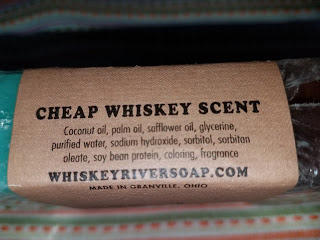 CHEAP WHISKEY SCENT
Coconut oil, palm oil, safflower oil, glycerine,
purified water, sodium hydroxide, sorbitol, sorbitan
oleate, soy bean protein, coloring, fragrance
WHISKEYRIVERSOAP.COM
MADE IN GRANVILLE, OHIO